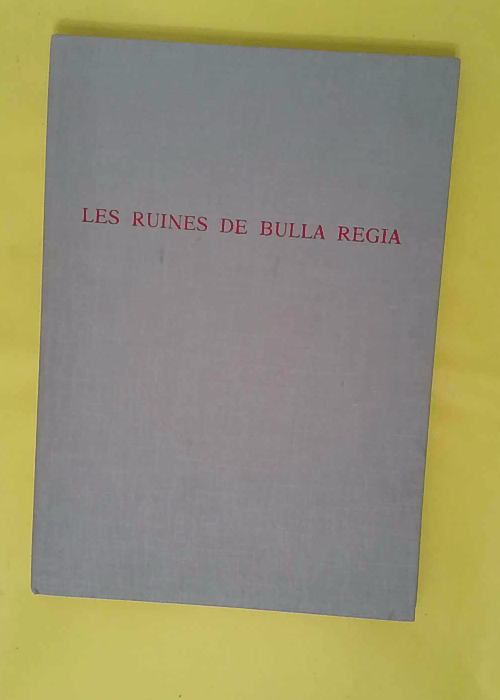 LES RUINES DE BULLA REGIA